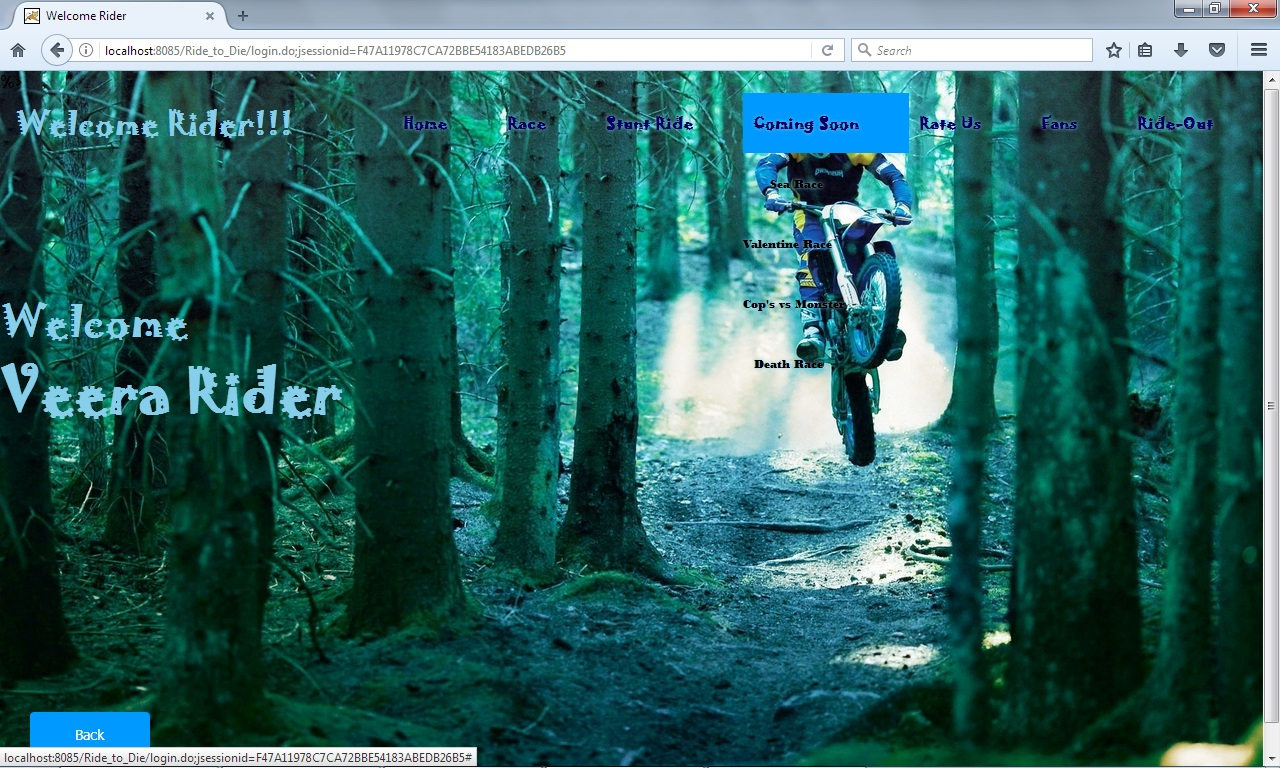 Welcome Rider
localhost:8085/Ride_to_Die/login.do;jsessionid=F47A11978C7CA72BBE54183ABEDB26B5
Search
Welcome Rider!!!
Home Race Stunt Ride Coming Soon Rate Us Fans Ride-Out
Sea Race
Valentine Race
Cop's vs Monster
Death Race
Welcome
Veera Rider
Back
localhost:8085/Ride_to_Die/login.do;jsessionid=F47A11978C7CA72BBE54183ABEDB26B5#